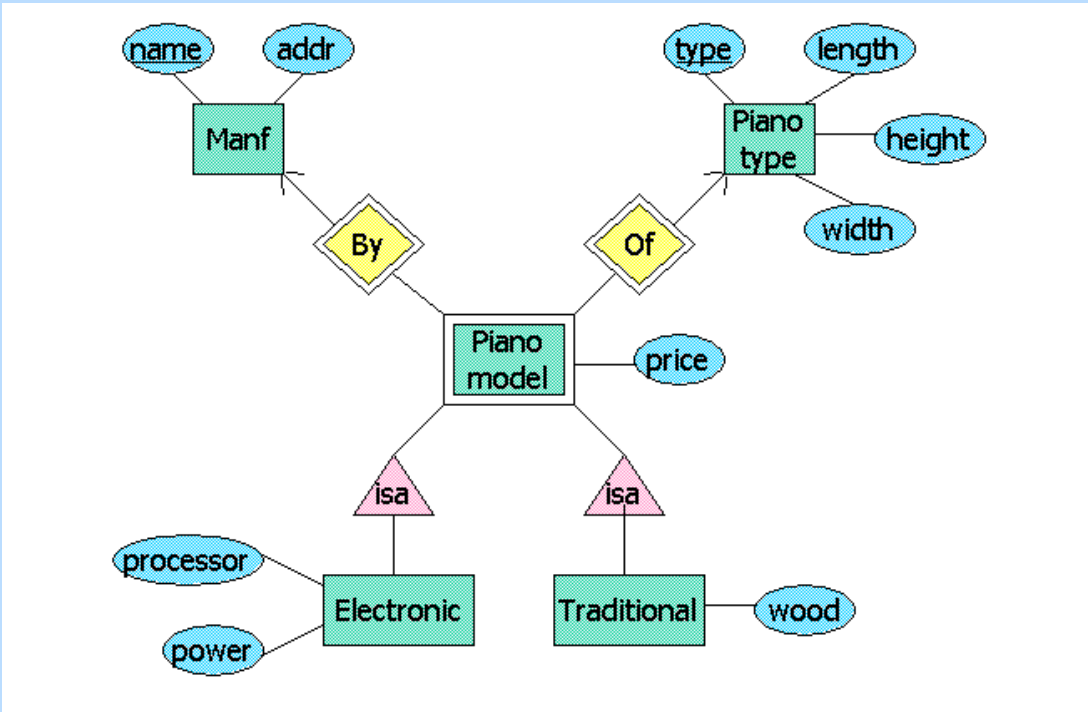 name
addr
type
length
Manf
Piano
type
height
width
By
Of
Piano
model
price
isa
isa
processor
Electronic
Traditional
wood
power